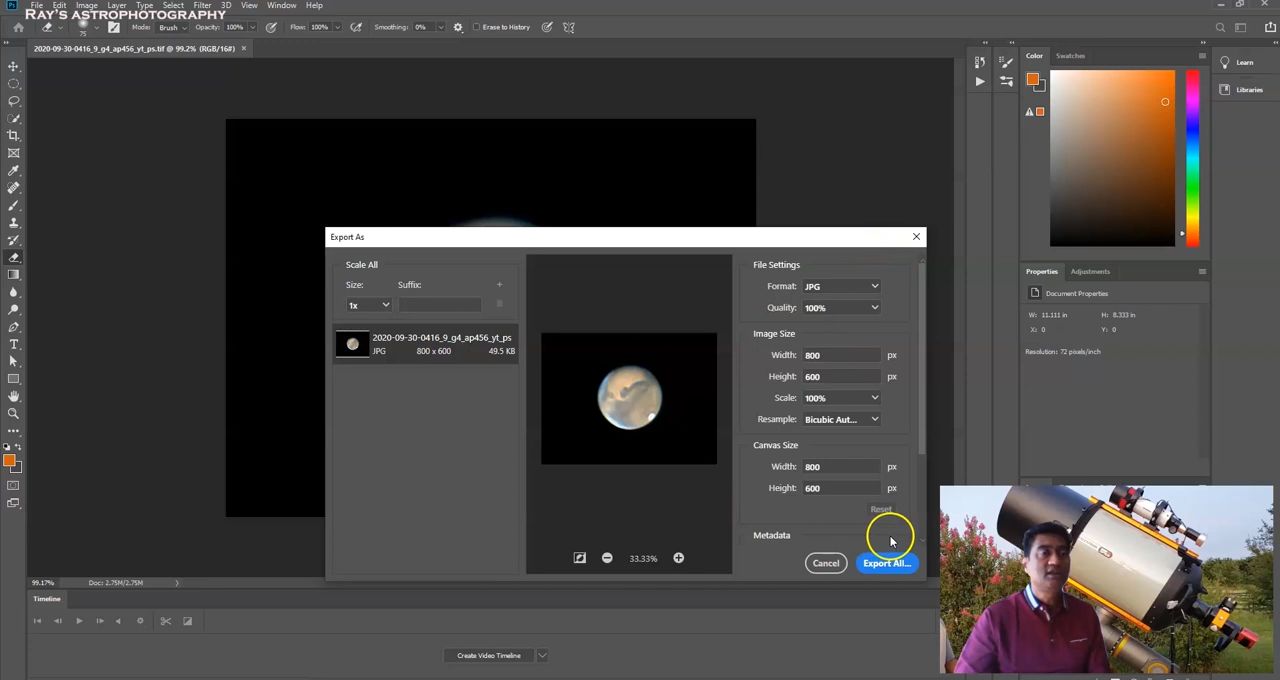 Ps File Edit Image Layer Type Select Filter 3D View Window Help
RAY'S ASTROPHOTOGRAPHY
75 Mode: Brush Opacity: 100% Flow: 100% Smoothing: 0% Erase to History
2020-09-30-0416_9_g4_ap456_yt_ps.tif @ 99.2% (RGB/16#) ×
Color Swatches
Learn
Libraries
Export As
Scale All
Size: Suffix:
1x
2020-09-30-0416_9_g4_ap456_yt_ps
JPG 800 x 600 49.5 KB
33.33%
File Settings
Format: JPG
Quality: 100%
Image Size
Width: 800 px
Height: 600 px
Scale: 100%
Resample: Bicubic Aut...
Canvas Size
Width: 800 px
Height: 600 px
Reset
Metadata
Cancel Export All...
Properties Adjustments
Document Properties
W: 11.111 in H: 8.333 in
X: 0 Y: 0
Resolution: 72 pixels/inch
99.17% Doc: 2.75M/2.75M
Timeline
Create Video Timeline